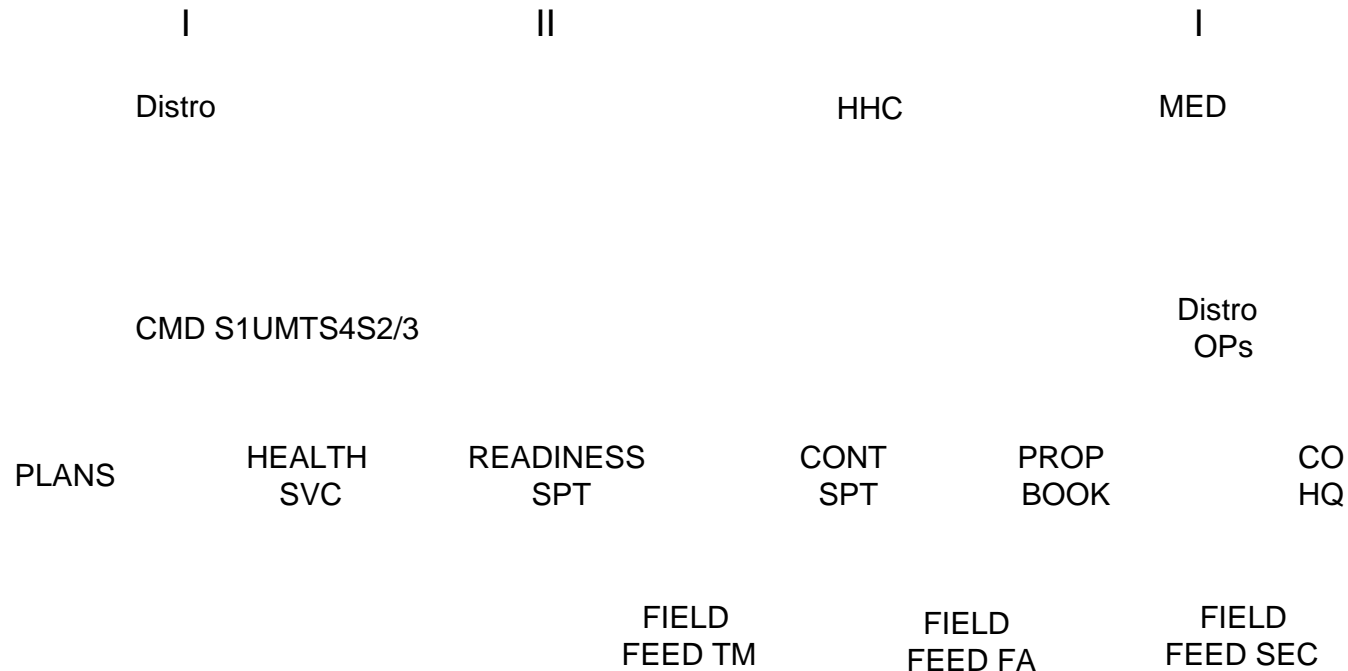 I
II
I
Distro
HHC
MED
CMD S1UMTS4S2/3
Distro
OPs
PLANS
HEALTH
SVC
READINESS
SPT
CONT
SPT
PROP
BOOK
CO
HQ
FIELD
FEED TM
FIELD
FEED FA
FIELD
FEED SEC